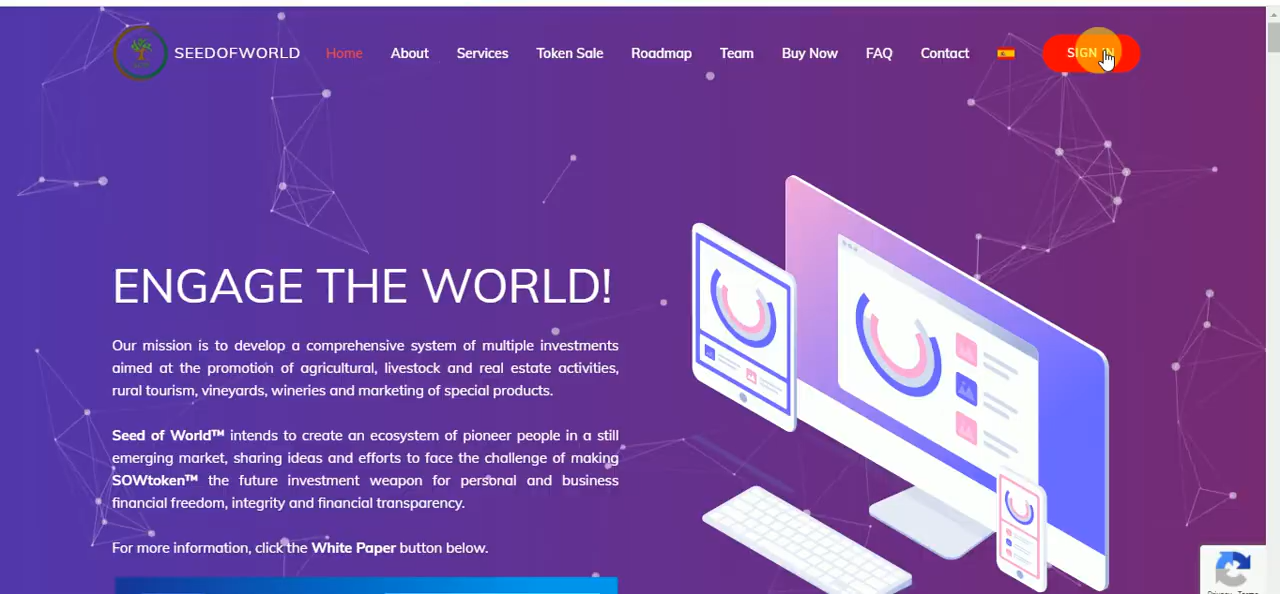 SEEDOFWORLD Home About Services Token Sale Roadmap Team Buy Now FAQ Contact SIGN IN
ENGAGE THE WORLD!
Our mission is to develop a comprehensive system of multiple investments
aimed at the promotion of agricultural, livestock and real estate activities,
rural tourism, vineyards, wineries and marketing of special products.
Seed of World™ intends to create an ecosystem of pioneer people in a still
emerging market, sharing ideas and efforts to face the challenge of making
SOWtoken™ the future investment weapon for personal and business
financial freedom, integrity and financial transparency.
For more information, click the White Paper button below.